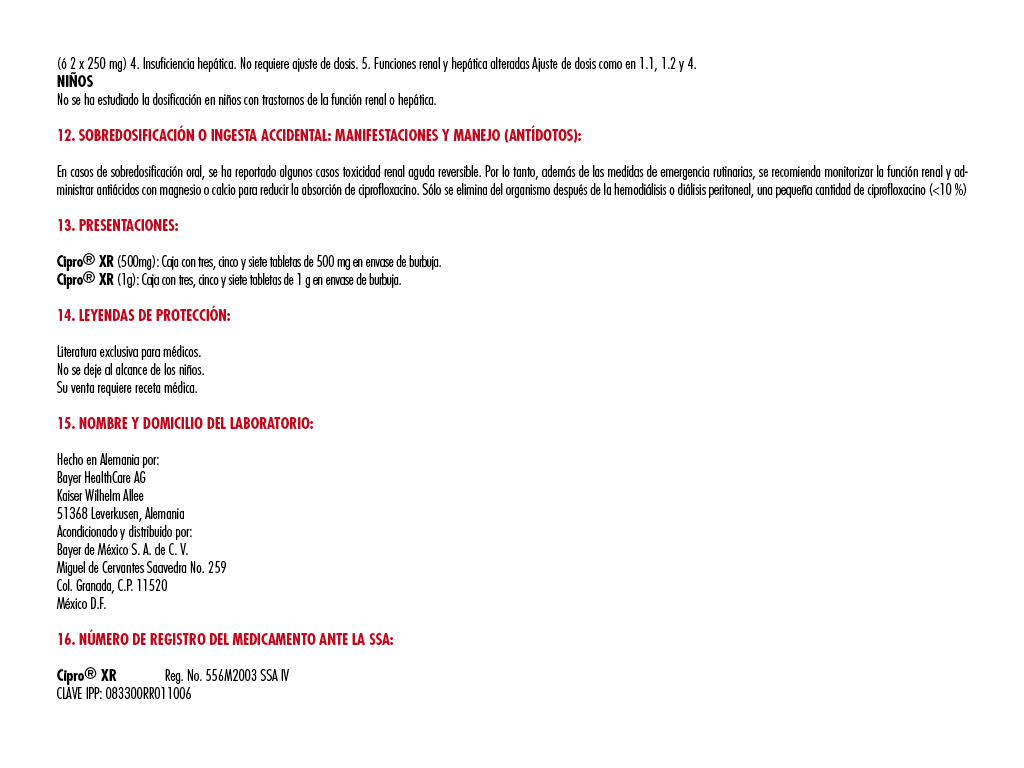 (ó 2 x 250 mg) 4. Insuficiencia hepática. No requiere ajuste de dosis. 5. Funciones renal y hepática alteradas Ajuste de dosis como en 1.1, 1.2 y 4.
NIÑOS
No se ha estudiado la dosificación en niños con trastornos de la función renal o hepática.
12. SOBREDOSIFICACIÓN O INGESTA ACCIDENTAL: MANIFESTACIONES Y MANEJO (ANTÍDOTOS):
En casos de sobredosificación oral, se ha reportado algunos casos toxicidad renal aguda reversible. Por lo tanto, además de las medidas de emergencia rutinarias, se recomienda monitorizar la función renal y ad-
ministrar antiácidos con magnesio o calcio para reducir la absorción de ciprofloxacino. Sólo se elimina del organismo después de la hemodiálisis o diálisis peritoneal, una pequeña cantidad de ciprofloxacino (<10 %)
13. PRESENTACIONES:
Cipro® XR (500mg): Caja con tres, cinco y siete tabletas de 500 mg en envase de burbuja.
Cipro® XR (1g): Caja con tres, cinco y siete tabletas de 1 g en envase de burbuja.
14. LEYENDAS DE PROTECCIÓN:
Literatura exclusiva para médicos.
No se deje al alcance de los niños.
Su venta requiere receta médica.
15. NOMBRE Y DOMICILIO DEL LABORATORIO:
Hecho en Alemania por:
Bayer HealthCare AG
Kaiser Wilhelm Allee
51368 Leverkusen, Alemania
Acondicionado y distribuido por:
Bayer de México S. A. de C. V.
Miguel de Cervantes Saavedra No. 259
Col. Granada, C.P. 11520
México D.F.
16. NÚMERO DE REGISTRO DEL MEDICAMENTO ANTE LA SSA:
Cipro® XR Reg. No. 556M2003 SSA IV
CLAVE IPP: 083300RR011006